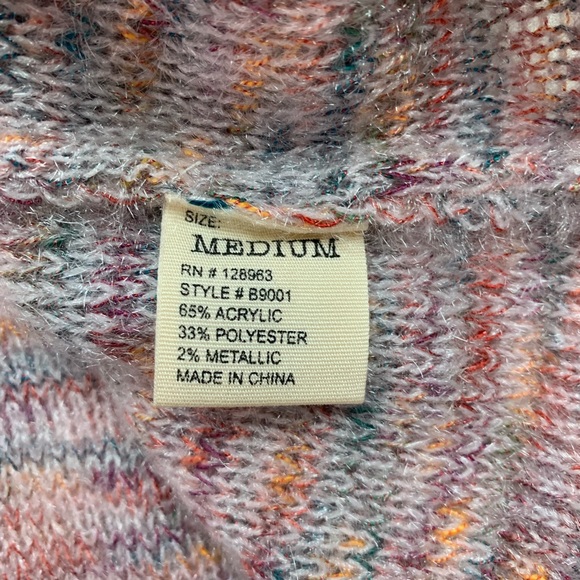 SIZE:
MEDIUM
RN # 128963
STYLE # B9001
65% ACRYLIC
33% POLYESTER
2% METALLIC
MADE IN CHINA